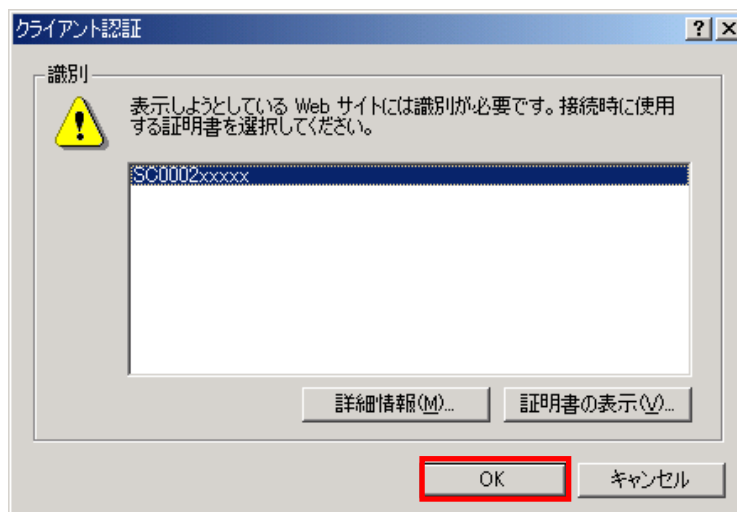 クライアント認証
識別
表示しようとしている Web サイトには識別が必要です。接続時に使用
する証明書を選択してください。
SC0002xxxxx
詳細情報(M)... 証明書の表示(V)...
OK キャンセル